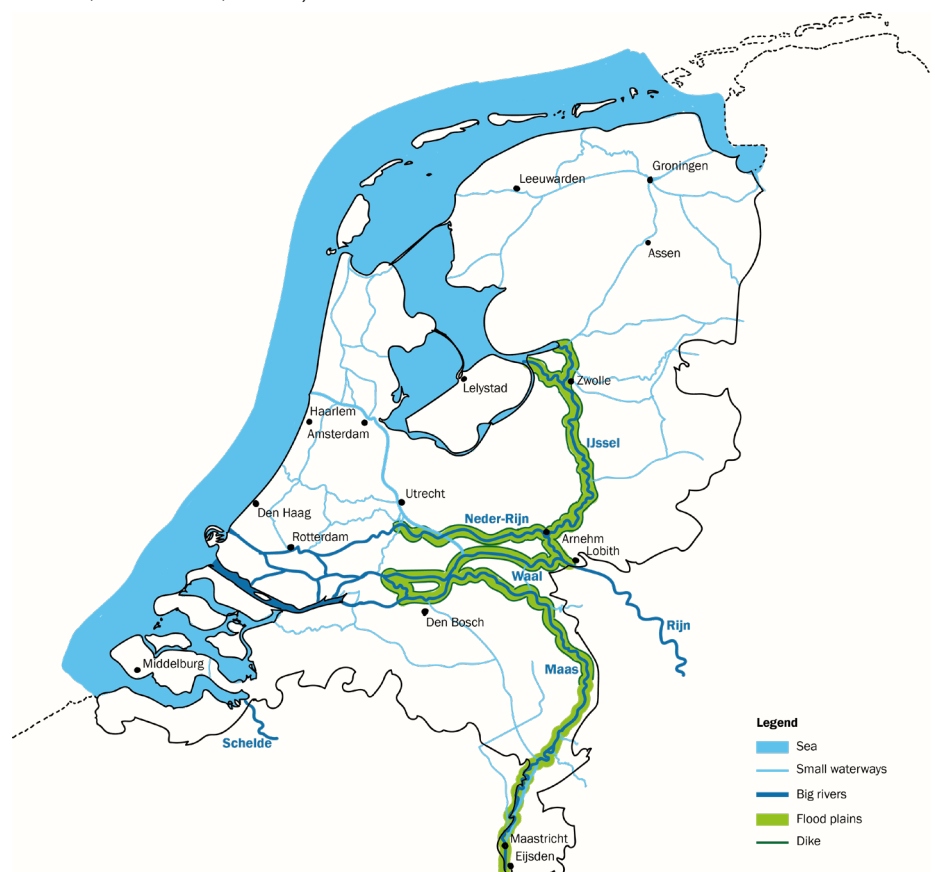 Groningen
Leeuwarden
Assen
Zwolle
Lelystad
Haarlem
Amsterdam
IJssel
Utrecht
Den Haag
Neder-Rijn
Rotterdam
Arnehm
Lobith
Waal
Den Bosch
Rijn
Middelburg
Maas
Schelde
Maastricht
Eijsden
Legend
Sea
Small waterways
Big rivers
Flood plains
Dike